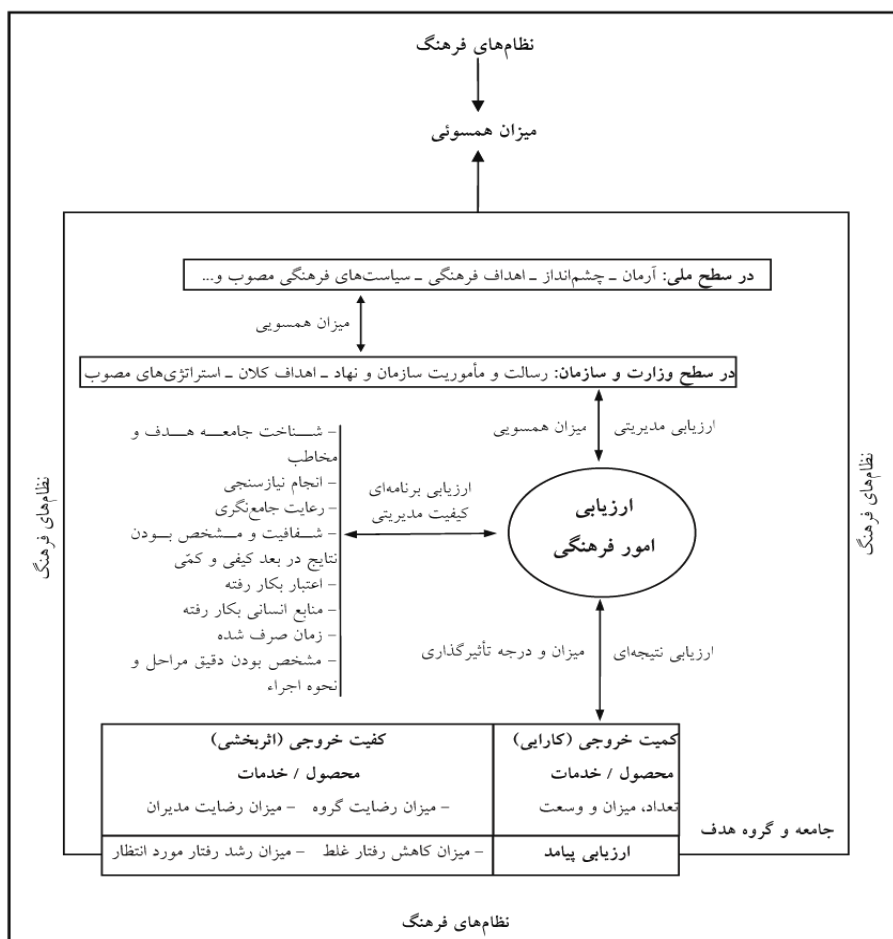 نظام‌های فرهنگ
میزان همسوئی
در سطح ملی: آرمان ـ چشم‌انداز ـ اهداف فرهنگی ـ سیاست‌های فرهنگی مصوب و...
میزان همسویی
در سطح وزارت و سازمان: رسالت و مأموریت سازمان و نهاد ـ اهداف کلان ـ استراتژی‌های مصوب
ارزیابی مدیریتی
میزان همسویی
ارزیابی
امور فرهنگی
ارزیابی برنامه‌ای
کیفیت مدیریتی
– شناخت جامعه هدف و
مخاطب
– انجام نیازسنجی
– رعایت جامع‌نگری
– شفافیت و مشخص بودن
نتایج در بعد کیفی و کمّی
– اعتبار بکار رفته
– منابع انسانی بکار رفته
– زمان صرف شده
– مشخص بودن دقیق مراحل و
نحوه اجراء
نظام‌های فرهنگ
نظام‌های فرهنگ
ارزیابی نتیجه‌ای
میزان و درجه تأثیرگذاری
کمیت خروجی (کارایی)
محصول / خدمات
تعداد، میزان و وسعت
کفیت خروجی (اثربخشی)
محصول / خدمات
– میزان رضایت گروه – میزان رضایت مدیران
ارزیابی پیامد
– میزان کاهش رفتار غلط – میزان رشد رفتار مورد انتظار
جامعه و گروه هدف
نظام‌های فرهنگ